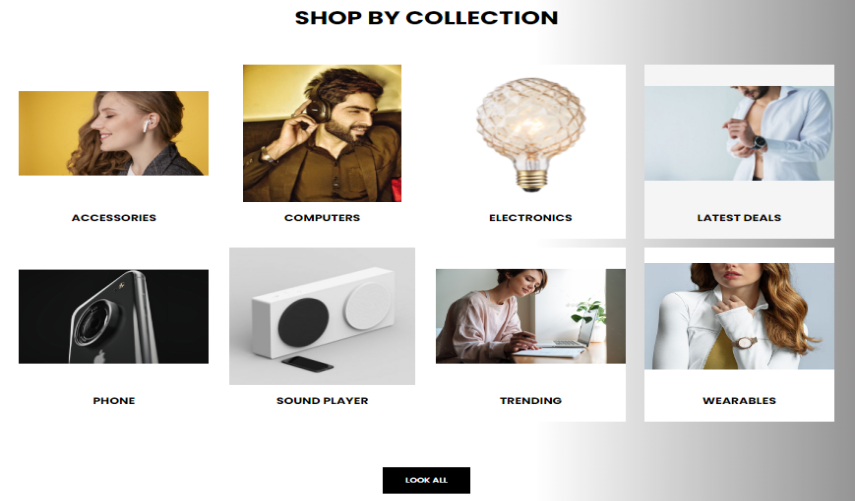 SHOP BY COLLECTION
ACCESSORIES
COMPUTERS
ELECTRONICS
LATEST DEALS
PHONE
SOUND PLAYER
TRENDING
WEARABLES
LOOK ALL